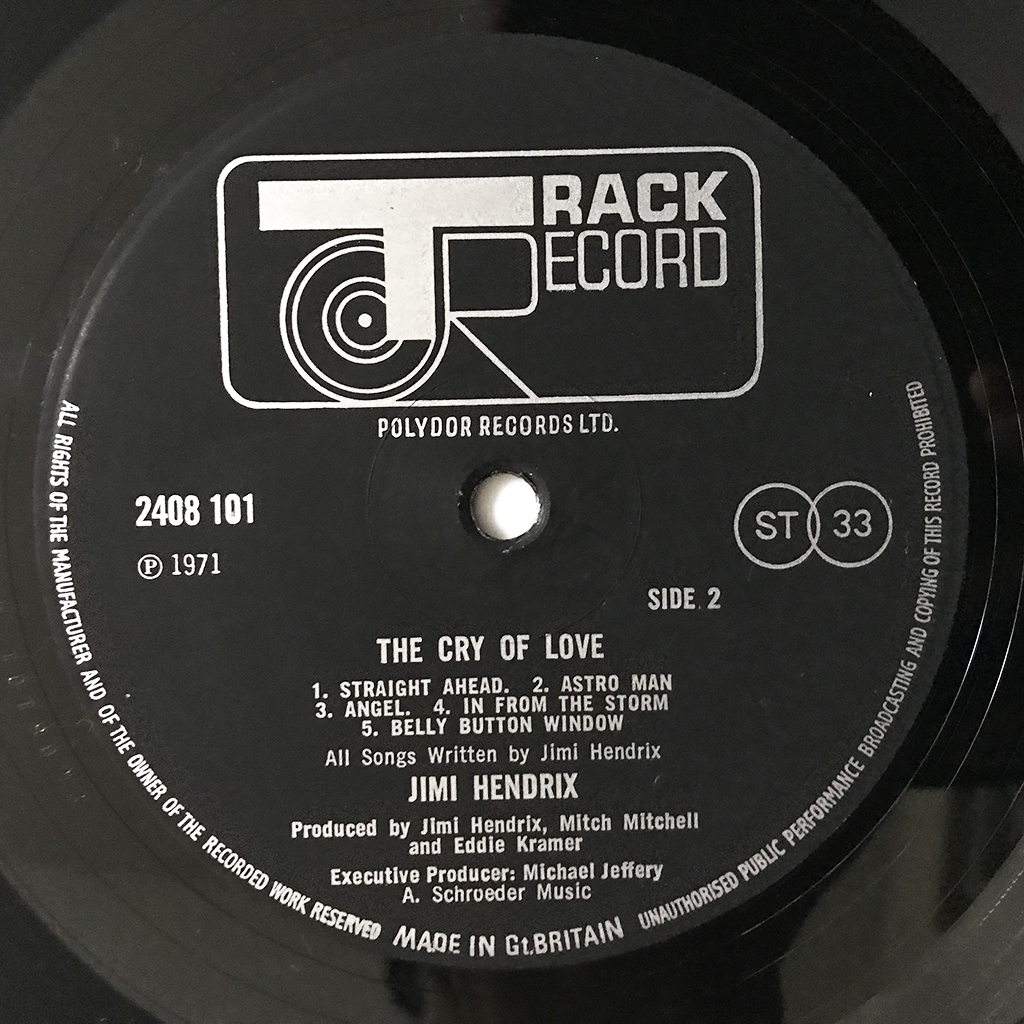 TRACK
RECORD
POLYDOR RECORDS LTD.
2408 101
ST 33
℗ 1971
SIDE. 2
THE CRY OF LOVE
1. STRAIGHT AHEAD. 2. ASTRO MAN
3. ANGEL. 4. IN FROM THE STORM
5. BELLY BUTTON WINDOW
All Songs Written by Jimi Hendrix
JIMI HENDRIX
Produced by Jimi Hendrix, Mitch Mitchell
and Eddie Kramer
Executive Producer: Michael Jeffery
A. Schroeder Music
ALL RIGHTS OF THE MANUFACTURER AND OF THE OWNER OF THE RECORDED WORK RESERVED MADE IN Gt.BRITAIN UNAUTHORISED PUBLIC PERFORMANCE BROADCASTING AND COPYING OF THIS RECORD PROHIBITED